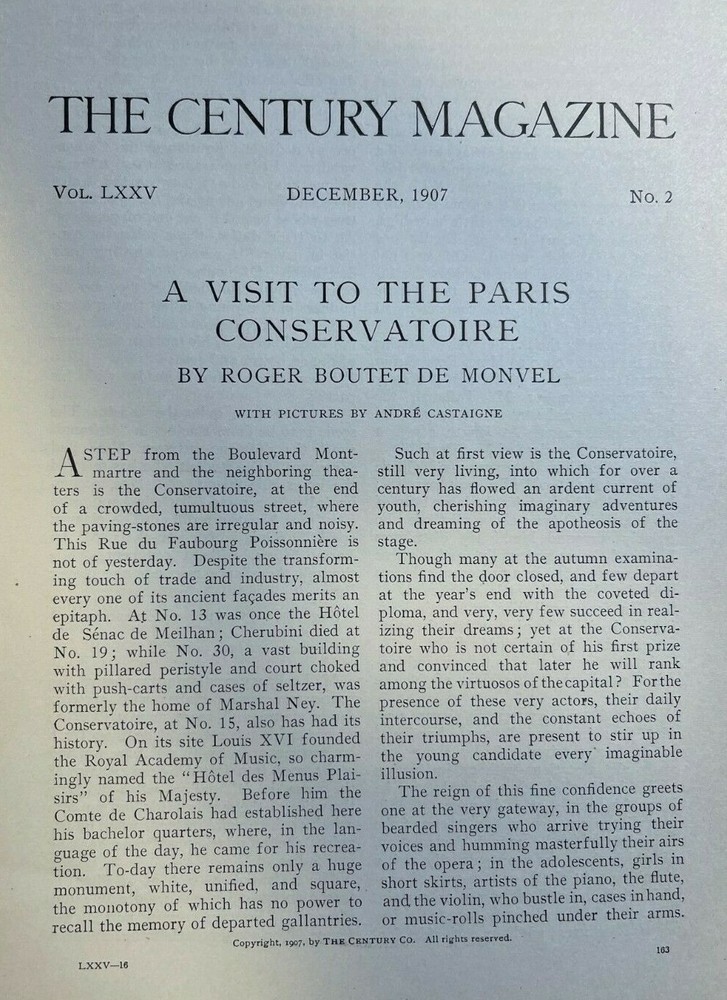 THE CENTURY MAGAZINE
VOL. LXXV DECEMBER, 1907 No. 2
A VISIT TO THE PARIS
CONSERVATOIRE
BY ROGER BOUTET DE MONVEL
WITH PICTURES BY ANDRÉ CASTAIGNE
A STEP from the Boulevard Mont-
martre and the neighboring thea-
ters is the Conservatoire, at the end
of a crowded, tumultuous street, where
the paving-stones are irregular and noisy.
This Rue du Faubourg Poissonnière is
not of yesterday. Despite the transform-
ing touch of trade and industry, almost
every one of its ancient façades merits an
epitaph. At No. 13 was once the Hôtel
de Sénac de Meilhan; Cherubini died at
No. 19; while No. 30, a vast building
with pillared peristyle and court choked
with push-carts and cases of seltzer, was
formerly the home of Marshal Ney. The
Conservatoire, at No. 15, also has had its
history. On its site Louis XVI founded
the Royal Academy of Music, so charm-
ingly named the "Hôtel des Menus Plai-
sirs" of his Majesty. Before him the
Comte de Charolais had established here
his bachelor quarters, where, in the lan-
guage of the day, he came for his recrea-
tion. To-day there remains only a huge
monument, white, unified, and square,
the monotony of which has no power to
recall the memory of departed gallantries.
Such at first view is the Conservatoire,
still very living, into which for over a
century has flowed an ardent current of
youth, cherishing imaginary adventures
and dreaming of the apotheosis of the
stage.
Though many at the autumn examina-
tions find the door closed, and few depart
at the year's end with the coveted di-
ploma, and very, very few succeed in real-
izing their dreams; yet at the Conserva-
toire who is not certain of his first prize
and convinced that later he will rank
among the virtuosos of the capital? For the
presence of these very actors, their daily
intercourse, and the constant echoes of
their triumphs, are present to stir up in
the young candidate every imaginable
illusion.
The reign of this fine confidence greets
one at the very gateway, in the groups of
bearded singers who arrive trying their
voices and humming masterfully their airs
of the opera; in the adolescents, girls in
short skirts, artists of the piano, the flute,
and the violin, who bustle in, cases in hand,
or music-rolls pinched under their arms.
Copyright, 1907, by THE CENTURY CO. All rights reserved.
LXXV—16
163